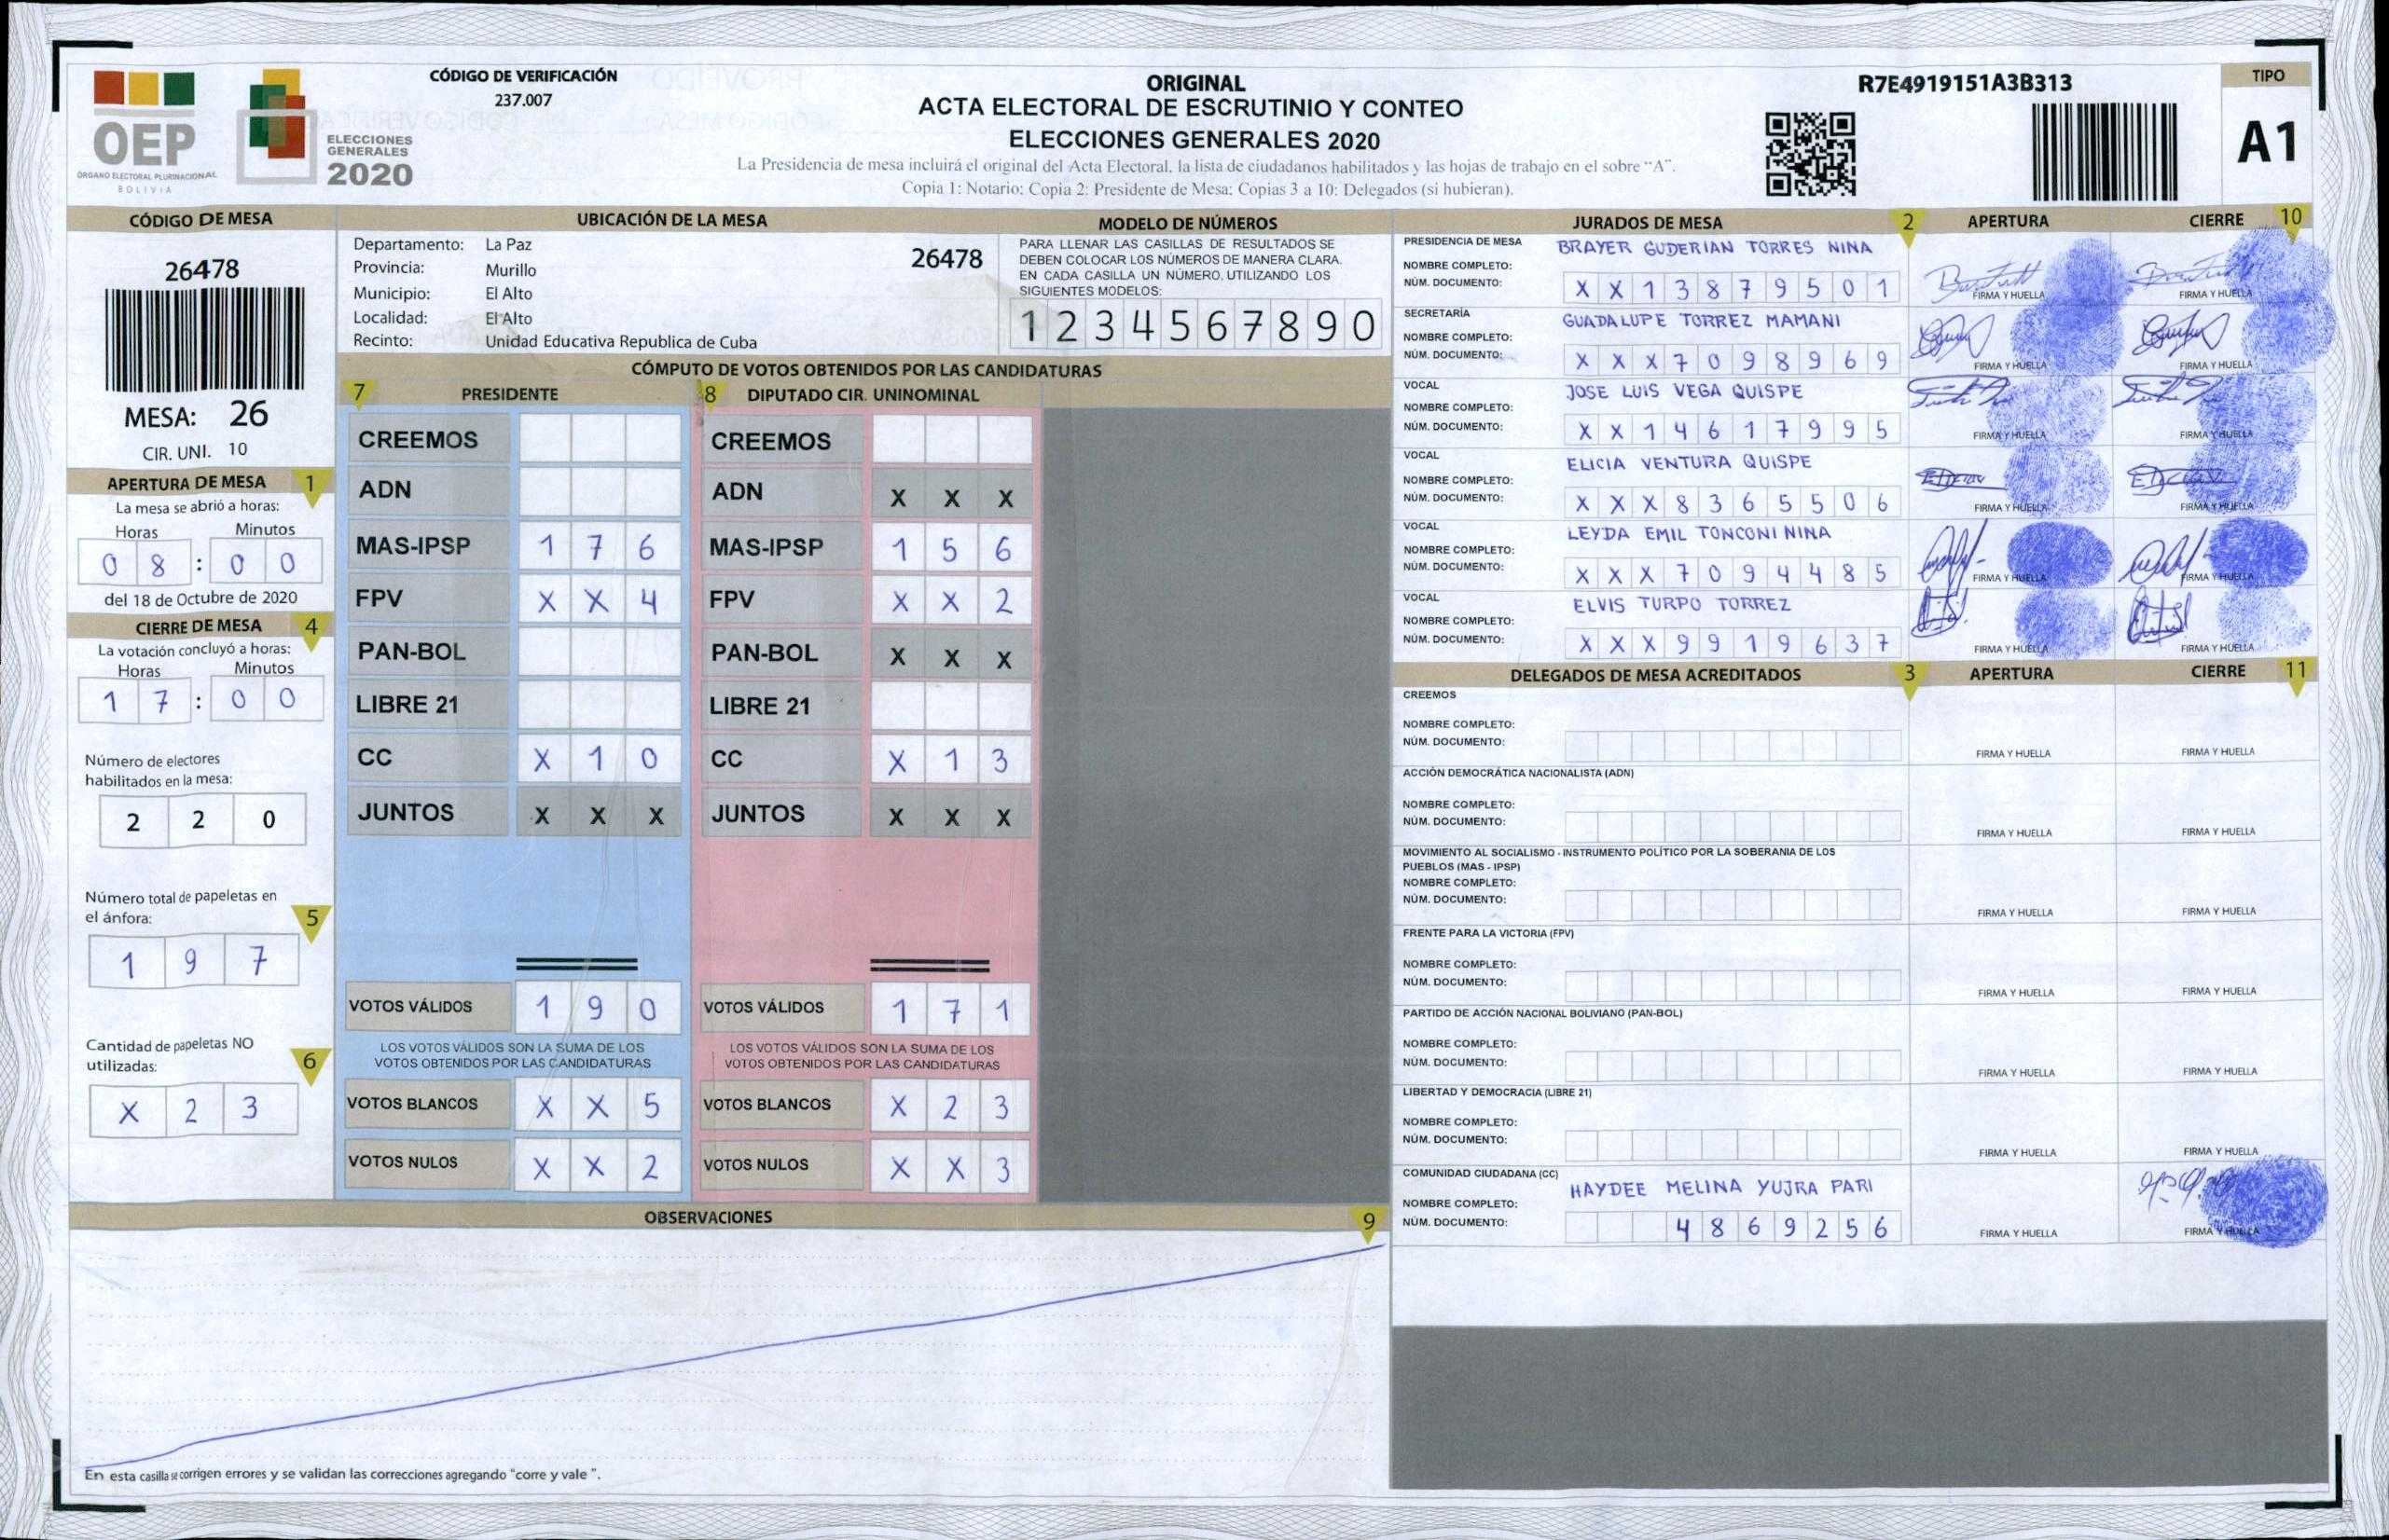 CÓDIGO DE VERIFICACIÓN
237.007
OEP
ÓRGANO ELECTORAL PLURINACIONAL
BOLIVIA
ELECCIONES
GENERALES
2020
ORIGINAL
ACTA ELECTORAL DE ESCRUTINIO Y CONTEO
ELECCIONES GENERALES 2020
La Presidencia de mesa incluirá el original del Acta Electoral, la lista de ciudadanos habilitados y las hojas de trabajo en el sobre “A”.
Copia 1: Notario; Copia 2: Presidente de Mesa; Copias 3 a 10: Delegados (si hubieran).
R7E4919151A3B313
TIPO
A1
CÓDIGO DE MESA
26478
MESA: 26
CIR. UNI. 10
APERTURA DE MESA 1
La mesa se abrió a horas:
Horas Minutos
0 8 : 0 0
del 18 de Octubre de 2020
CIERRE DE MESA 4
La votación concluyó a horas:
Horas Minutos
1 7 : 0 0
Número de electores
habilitados en la mesa:
2 2 0
Número total de papeletas en
el ánfora: 5
1 9 7
Cantidad de papeletas NO
utilizadas: 6
X 2 3
UBICACIÓN DE LA MESA
Departamento: La Paz 26478
Provincia: Murillo
Municipio: El Alto
Localidad: El Alto
Recinto: Unidad Educativa Republica de Cuba
MODELO DE NÚMEROS
PARA LLENAR LAS CASILLAS DE RESULTADOS SE
DEBEN COLOCAR LOS NÚMEROS DE MANERA CLARA.
EN CADA CASILLA UN NÚMERO, UTILIZANDO LOS
SIGUIENTES MODELOS:
1 2 3 4 5 6 7 8 9 0
CÓMPUTO DE VOTOS OBTENIDOS POR LAS CANDIDATURAS
7 PRESIDENTE
CREEMOS
ADN
MAS-IPSP 1 7 6
FPV X X 4
PAN-BOL
LIBRE 21
CC X 1 0
JUNTOS X X X
VOTOS VÁLIDOS 1 9 0
LOS VOTOS VÁLIDOS SON LA SUMA DE LOS
VOTOS OBTENIDOS POR LAS CANDIDATURAS
VOTOS BLANCOS X X 5
VOTOS NULOS X X 2
8 DIPUTADO CIR. UNINOMINAL
CREEMOS
ADN X X X
MAS-IPSP 1 5 6
FPV X X 2
PAN-BOL X X X
LIBRE 21
CC X 1 3
JUNTOS X X X
VOTOS VÁLIDOS 1 7 1
LOS VOTOS VÁLIDOS SON LA SUMA DE LOS
VOTOS OBTENIDOS POR LAS CANDIDATURAS
VOTOS BLANCOS X 2 3
VOTOS NULOS X X 3
OBSERVACIONES 9
En esta casilla se corrigen errores y se validan las correcciones agregando “corre y vale ”.
JURADOS DE MESA 2 APERTURA CIERRE 10
PRESIDENCIA DE MESA BRAYER GUDERIAN TORRES NINA
NOMBRE COMPLETO:
NÚM. DOCUMENTO: X X 1 3 8 7 9 5 0 1 FIRMA Y HUELLA FIRMA Y HUELLA
SECRETARÍA GUADALUPE TORREZ MAMANI
NOMBRE COMPLETO:
NÚM. DOCUMENTO: X X X 7 0 9 8 9 6 9 FIRMA Y HUELLA FIRMA Y HUELLA
VOCAL JOSE LUIS VEGA QUISPE
NOMBRE COMPLETO:
NÚM. DOCUMENTO: X X 1 4 6 1 7 9 9 5 FIRMA Y HUELLA FIRMA Y HUELLA
VOCAL ELICIA VENTURA QUISPE
NOMBRE COMPLETO:
NÚM. DOCUMENTO: X X X 8 3 6 5 5 0 6 FIRMA Y HUELLA FIRMA Y HUELLA
VOCAL LEYDA EMIL TONCONI NINA
NOMBRE COMPLETO:
NÚM. DOCUMENTO: X X X 7 0 9 4 4 8 5 FIRMA Y HUELLA FIRMA Y HUELLA
VOCAL ELVIS TURPO TORREZ
NOMBRE COMPLETO:
NÚM. DOCUMENTO: X X X 9 9 1 9 6 3 7 FIRMA Y HUELLA FIRMA Y HUELLA
DELEGADOS DE MESA ACREDITADOS 3 APERTURA CIERRE 11
CREEMOS
NOMBRE COMPLETO:
NÚM. DOCUMENTO: FIRMA Y HUELLA FIRMA Y HUELLA
ACCIÓN DEMOCRÁTICA NACIONALISTA (ADN)
NOMBRE COMPLETO:
NÚM. DOCUMENTO: FIRMA Y HUELLA FIRMA Y HUELLA
MOVIMIENTO AL SOCIALISMO - INSTRUMENTO POLÍTICO POR LA SOBERANIA DE LOS
PUEBLOS (MAS - IPSP)
NOMBRE COMPLETO:
NÚM. DOCUMENTO: FIRMA Y HUELLA FIRMA Y HUELLA
FRENTE PARA LA VICTORIA (FPV)
NOMBRE COMPLETO:
NÚM. DOCUMENTO: FIRMA Y HUELLA FIRMA Y HUELLA
PARTIDO DE ACCIÓN NACIONAL BOLIVIANO (PAN-BOL)
NOMBRE COMPLETO:
NÚM. DOCUMENTO: FIRMA Y HUELLA FIRMA Y HUELLA
LIBERTAD Y DEMOCRACIA (LIBRE 21)
NOMBRE COMPLETO:
NÚM. DOCUMENTO: FIRMA Y HUELLA FIRMA Y HUELLA
COMUNIDAD CIUDADANA (CC) HAYDEE MELINA YUJRA PARI
NOMBRE COMPLETO:
NÚM. DOCUMENTO: 4 8 6 9 2 5 6 FIRMA Y HUELLA FIRMA Y HUELLA